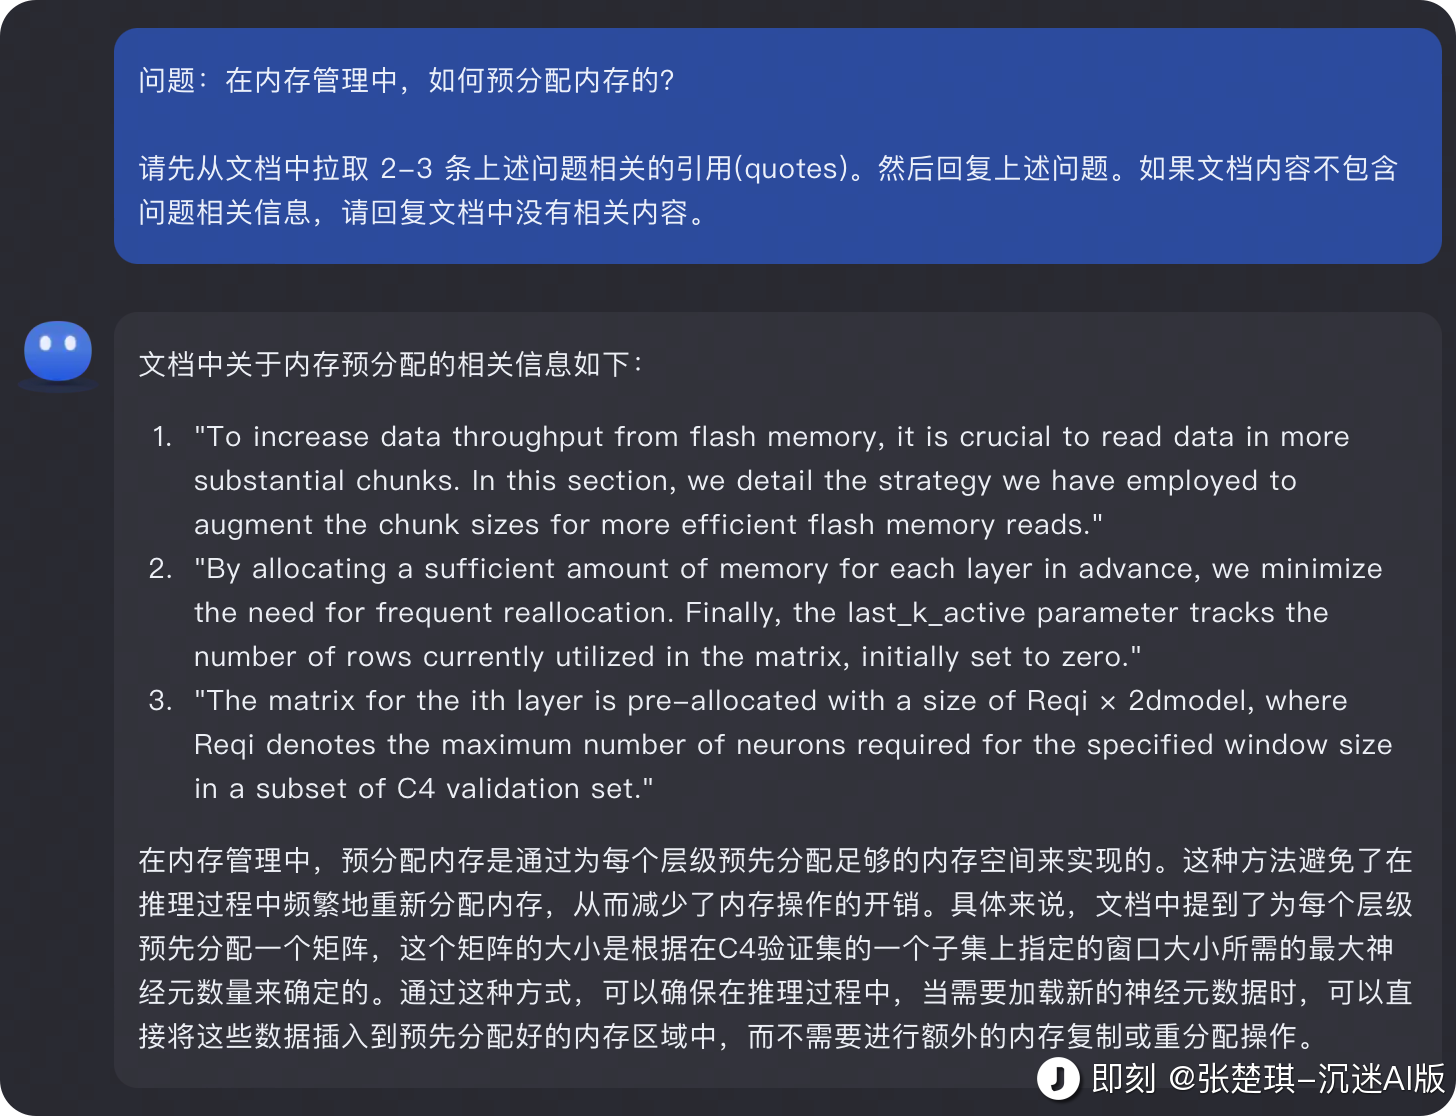 问题：在内存管理中，如何预分配内存的？
请先从文档中拉取 2-3 条上述问题相关的引用(quotes)。然后回复上述问题。如果文档内容不包含
问题相关信息，请回复文档中没有相关内容。
文档中关于内存预分配的相关信息如下：
1. "To increase data throughput from flash memory, it is crucial to read data in more
substantial chunks. In this section, we detail the strategy we have employed to
augment the chunk sizes for more efficient flash memory reads."
2. "By allocating a sufficient amount of memory for each layer in advance, we minimize
the need for frequent reallocation. Finally, the last_k_active parameter tracks the
number of rows currently utilized in the matrix, initially set to zero."
3. "The matrix for the ith layer is pre-allocated with a size of Reqi × 2dmodel, where
Reqi denotes the maximum number of neurons required for the specified window size
in a subset of C4 validation set."
在内存管理中，预分配内存是通过为每个层级预先分配足够的内存空间来实现的。这种方法避免了在
推理过程中频繁地重新分配内存，从而减少了内存操作的开销。具体来说，文档中提到了为每个层级
预先分配一个矩阵，这个矩阵的大小是根据在C4验证集的一个子集上指定的窗口大小所需的最大神
经元数量来确定的。通过这种方式，可以确保在推理过程中，当需要加载新的神经元数据时，可以直
接将这些数据插入到预先分配好的内存区域中，而不需要进行额外的内存复制或重分配操作。
即刻 @张楚琪-沉迷AI版